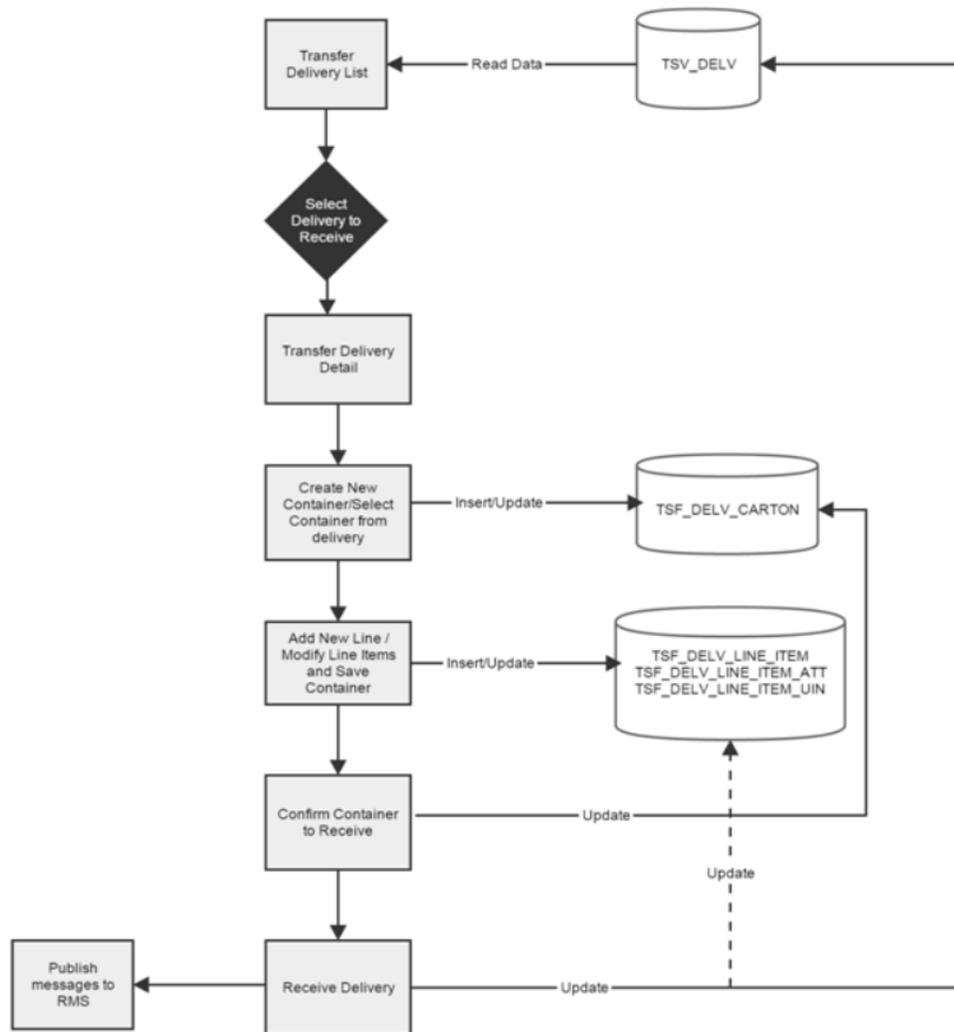 Transfer
Delivery List
Read Data
TSV_DELV
Select
Delivery to
Receive
Transfer Delivery
Detail
Create New
Container/Select
Container from
delivery
Insert/Update
TSF_DELV_CARTON
Add New Line /
Modify Line Items
and Save
Container
Insert/Update
TSF_DELV_LINE_ITEM
TSF_DELV_LINE_ITEM_ATT
TSF_DELV_LINE_ITEM_UIN
Confirm Container
to Receive
Update
Update
Publish
messages to
RMS
Receive Delivery
Update